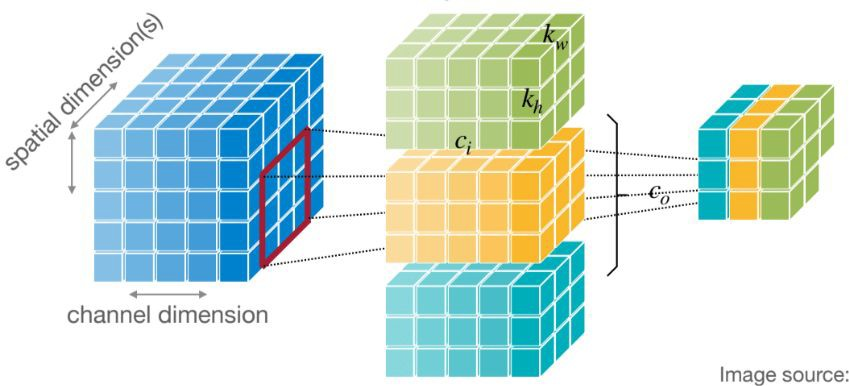 spatial dimension(s)
k_w
k_h
c_i
c_o
channel dimension
Image source: